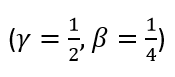 (γ = 1/2, β = 1/4)